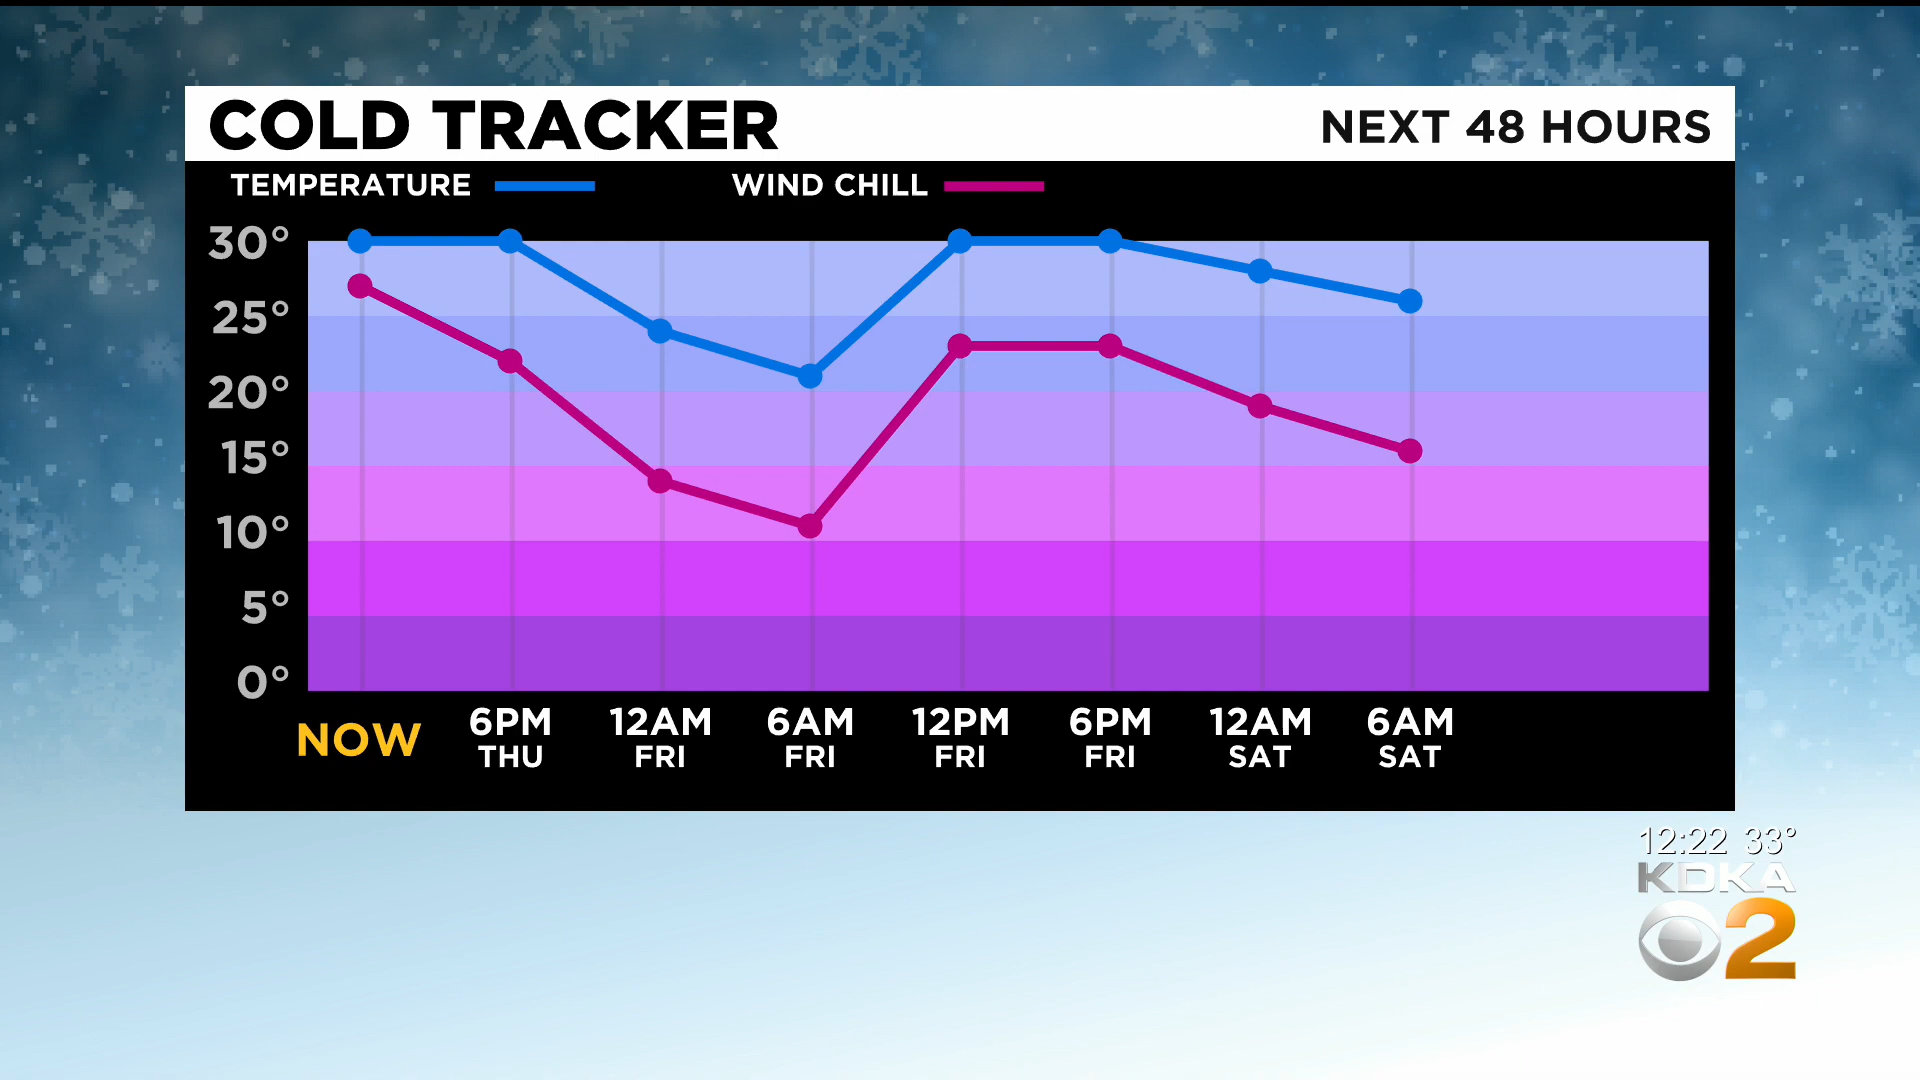 COLD TRACKER NEXT 48 HOURS
TEMPERATURE WIND CHILL
30°
25°
20°
15°
10°
5°
0°
NOW 6PM 12AM 6AM 12PM 6PM 12AM 6AM
THU FRI FRI FRI FRI SAT SAT
12:22 33°
KDKA
2